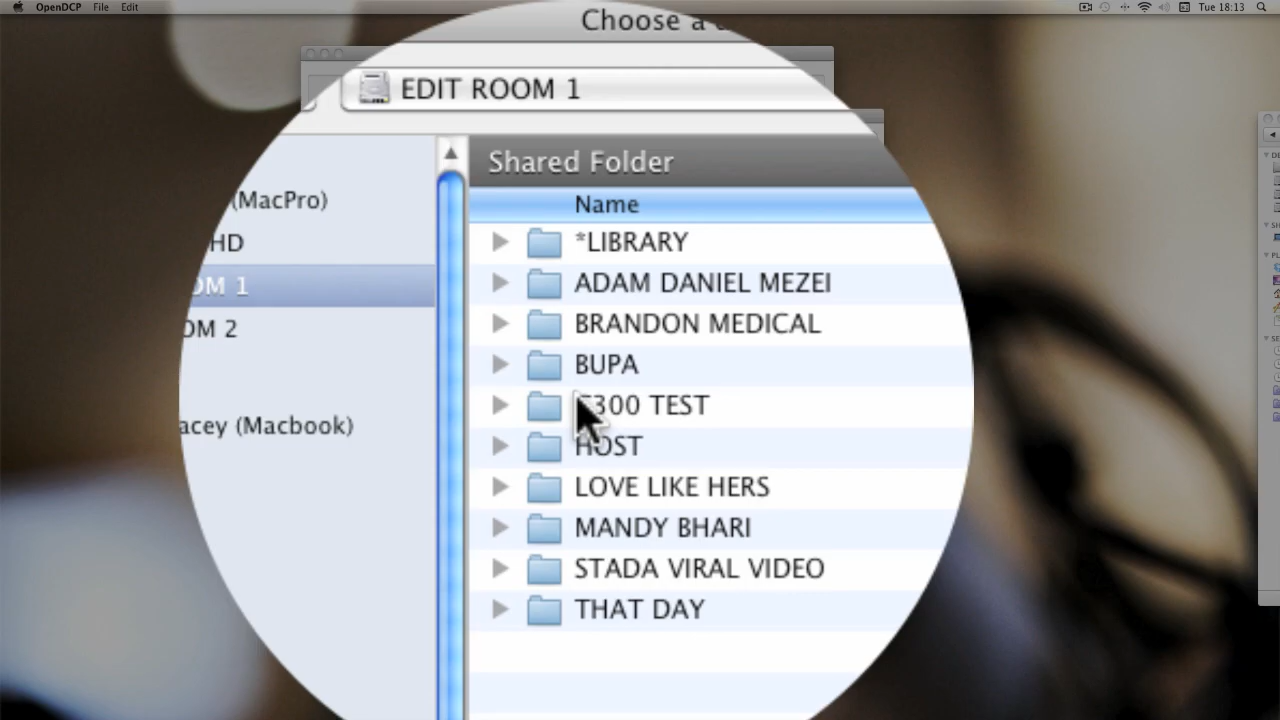 OpenDCP File Edit
Tue 18:13
Choose a
EDIT ROOM 1
Shared Folder
(MacPro)
Name
HD
*LIBRARY
OM 1
ADAM DANIEL MEZEI
OM 2
BRANDON MEDICAL
BUPA
300 TEST
acey (Macbook)
HOST
LOVE LIKE HERS
MANDY BHARI
STADA VIRAL VIDEO
THAT DAY